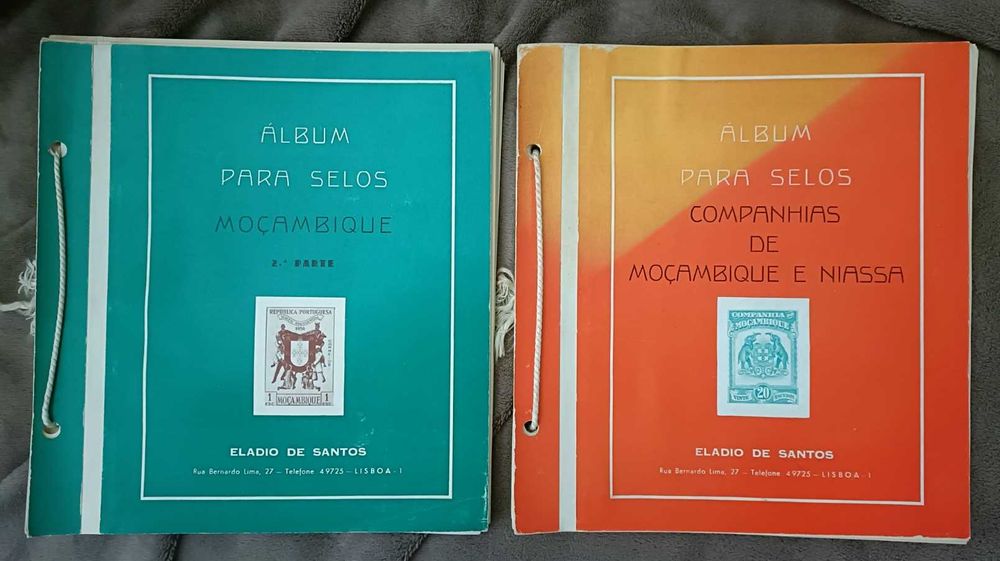 ÁLBUM
PARA SELOS
MOÇAMBIQUE
2.ª PARTE
REPUBLICA PORTUGUESA
1 MOÇAMBIQUE 1
ELADIO DE SANTOS
Rua Bernardo Lima, 27 — Telefone 49725 — LISBOA - 1
ÁLBUM
PARA SELOS
COMPANHIAS
DE
MOÇAMBIQUE E NIASSA
COMPANHIA
DE
MOÇAMBIQUE
20
ELADIO DE SANTOS
Rua Bernardo Lima, 27 — Telefone 49725 — LISBOA - 1